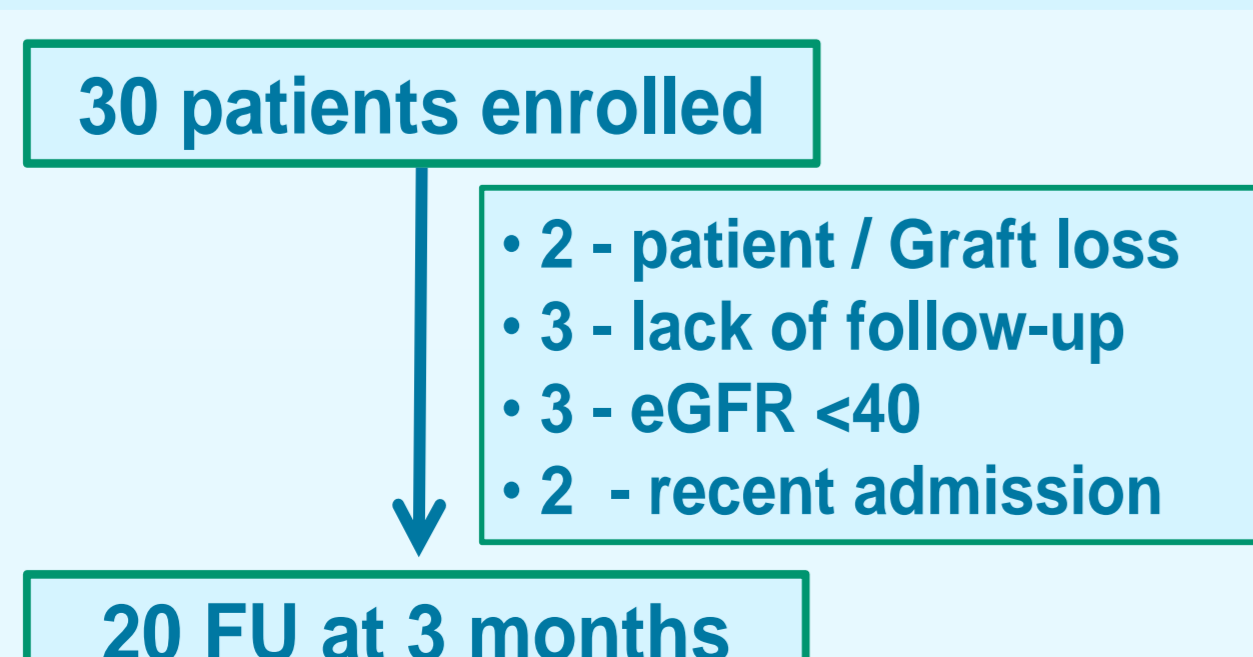 30 patients enrolled
• 2 - patient / Graft loss
• 3 - lack of follow-up
• 3 - eGFR <40
• 2 - recent admission
20 FU at 3 months